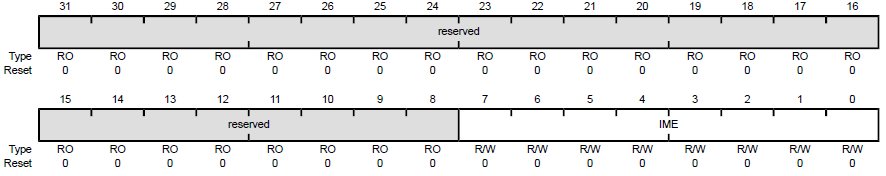 31 30 29 28 27 26 25 24 23 22 21 20 19 18 17 16
reserved
Type RO RO RO RO RO RO RO RO RO RO RO RO RO RO RO RO
Reset 0 0 0 0 0 0 0 0 0 0 0 0 0 0 0 0
15 14 13 12 11 10 9 8 7 6 5 4 3 2 1 0
reserved IME
Type RO RO RO RO RO RO RO RO R/W R/W R/W R/W R/W R/W R/W R/W
Reset 0 0 0 0 0 0 0 0 0 0 0 0 0 0 0 0